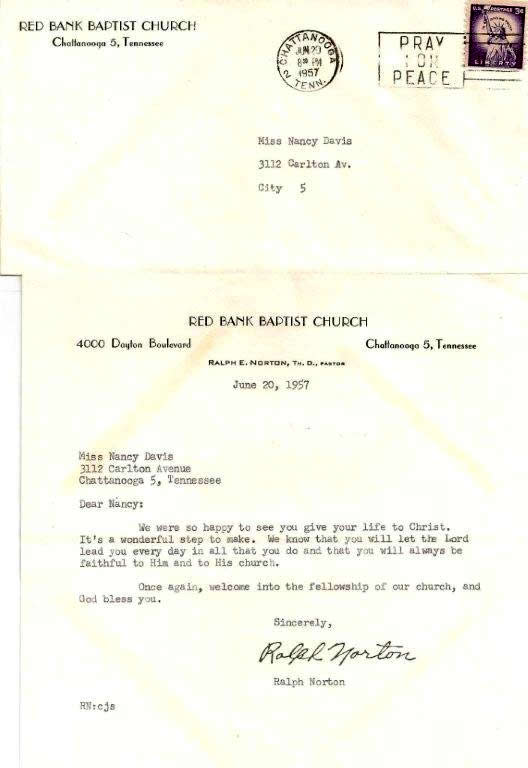 RED BANK BAPTIST CHURCH
Chattanooga 5, Tennessee
CHATTANOOGA
JUN 20
8 30 PM
1957
2 TENN.
PRAY
FOR
PEACE
U.S. POSTAGE 3¢
LIBERTY
Miss Nancy Davis
3112 Carlton Av.
City 5
RED BANK BAPTIST CHURCH
4000 Dayton Boulevard
Chattanooga 5, Tennessee
RALPH E. NORTON, TH. D., PASTOR
June 20, 1957
Miss Nancy Davis
3112 Carlton Avenue
Chattanooga 5, Tennessee
Dear Nancy:
We were so happy to see you give your life to Christ.
It's a wonderful step to make. We know that you will let the Lord
lead you every day in all that you do and that you will always be
faithful to Him and to His church.
Once again, welcome into the fellowship of our church, and
God bless you.
Sincerely,
Ralph Norton
Ralph Norton
RN:cjs